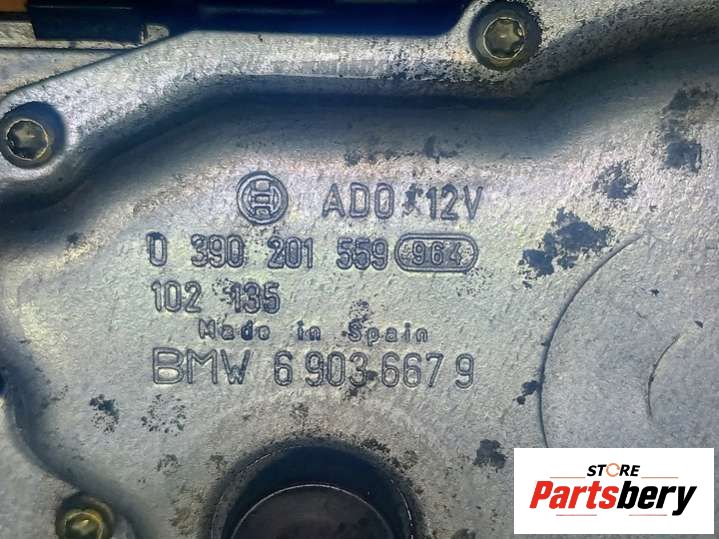 ADO 12V
0 390 201 559 964
102 135
Made in Spain
BMW 6 903 667 9
STORE
Partsbery